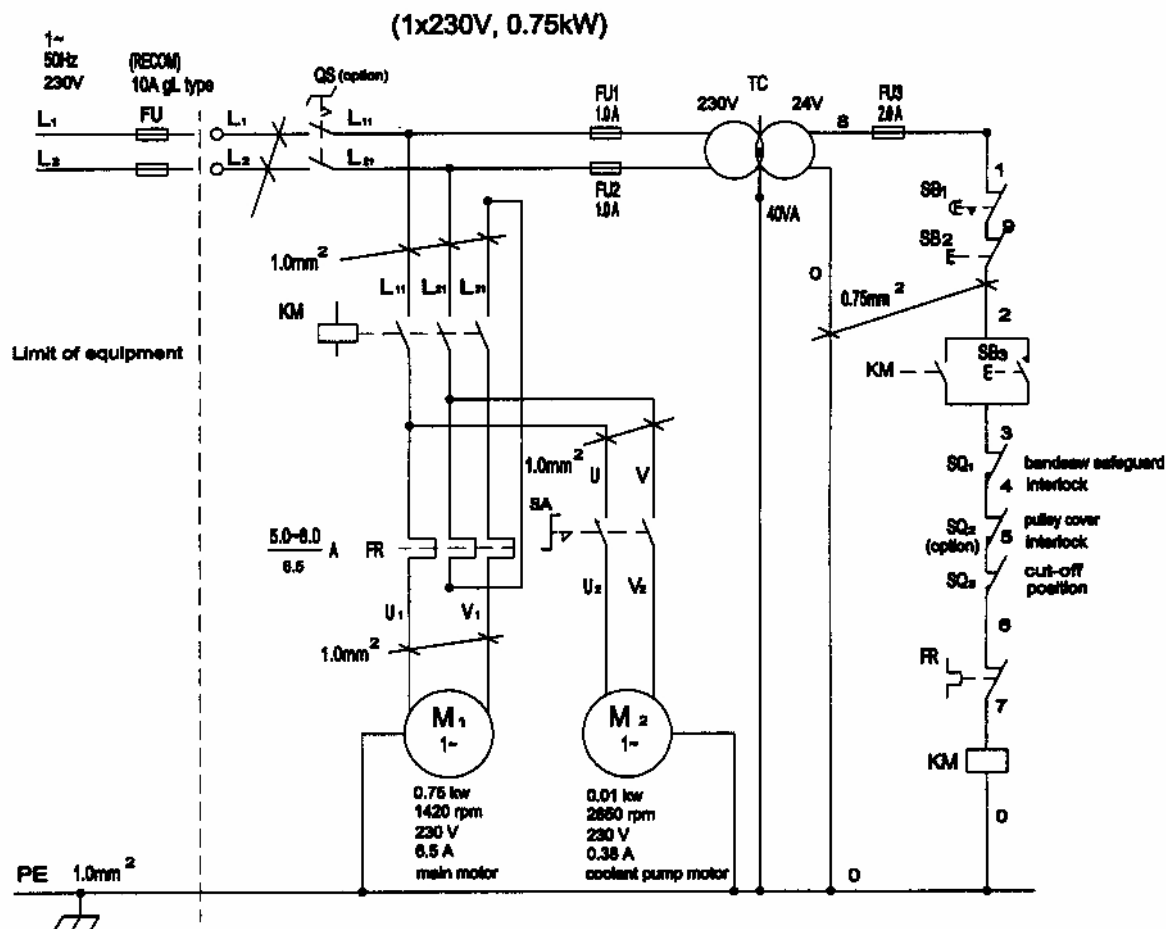 (1x230V, 0.75kW)
1~
50Hz
230V
(RECOM)
10A gL type
FU
QS (option)
L1
L1
L11
L2
L2
L21
FU1
1.0A
FU2
1.0A
230V
TC
24V
40VA
8
FU3
2.0A
1
SB1
9
SB2
0
0.75mm²
2
1.0mm²
L11
L21
L21
KM
Limit of equipment
KM
SB3
3
SQ1
bandsaw safeguard
interlock
4
SQ2
(option)
5
pulley cover
interlock
SQ3
cut-off
position
6
1.0mm²
U
V
SA
5.0~8.0
6.5
A
FR
U1
V1
U2
V2
1.0mm²
FR
7
M1
1~
M2
1~
KM
0
0.75 kw
1420 rpm
230 V
6.5 A
main motor
0.01 kw
2650 rpm
230 V
0.38 A
coolant pump motor
PE
1.0mm²
0